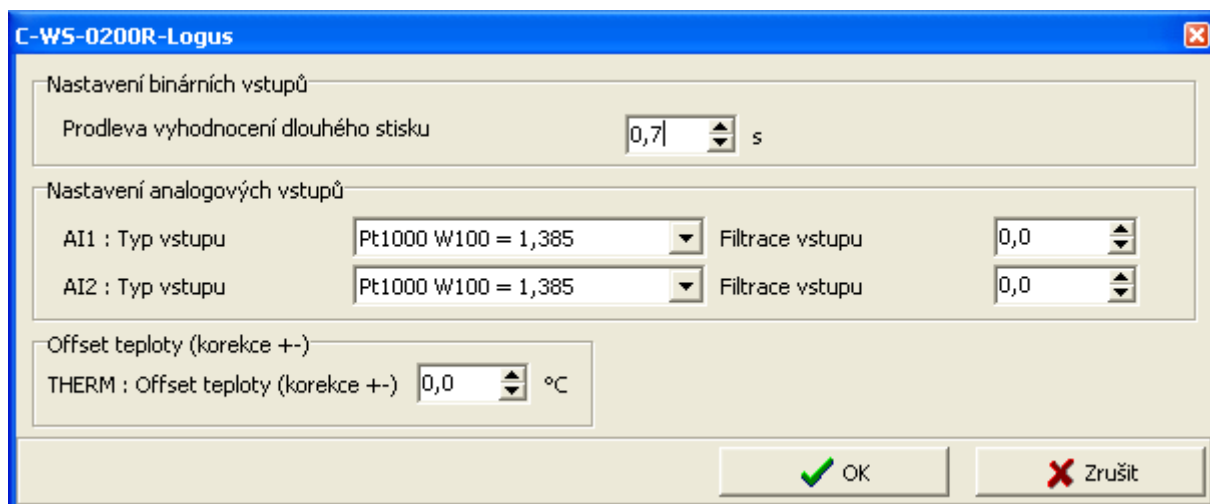 C-WS-0200R-Logus
Nastavení binárních vstupů
Prodleva vyhodnocení dlouhého stisku 0,7 s
Nastavení analogových vstupů
AI1 : Typ vstupu Pt1000 W100 = 1,385 Filtrace vstupu 0,0
AI2 : Typ vstupu Pt1000 W100 = 1,385 Filtrace vstupu 0,0
Offset teploty (korekce +-)
THERM : Offset teploty (korekce +-) 0,0 °C
OK Zrušit